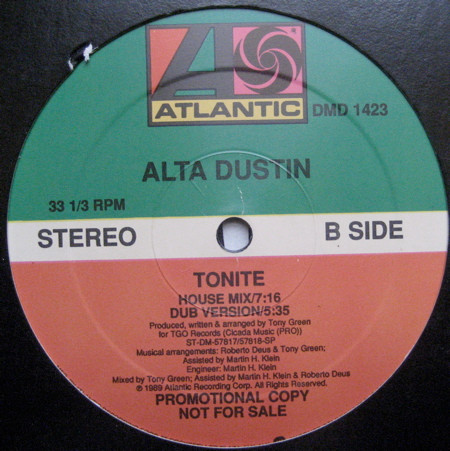 ATLANTIC
DMD 1423
ALTA DUSTIN
33 1/3 RPM
STEREO
B SIDE
TONITE
HOUSE MIX/7:16
DUB VERSION/5:35
Produced, written & arranged by Tony Green
for TGO Records (Cicada Music (PRO))
ST-DM-57817/57818-SP
Musical arrangements: Roberto Deus & Tony Green;
Assisted by Martin H. Klein
Engineer: Martin H. Klein
Mixed by Tony Green; Assisted by Martin H. Klein & Roberto Deus
℗ 1989 Atlantic Recording Corp. All Rights Reserved.
PROMOTIONAL COPY
NOT FOR SALE